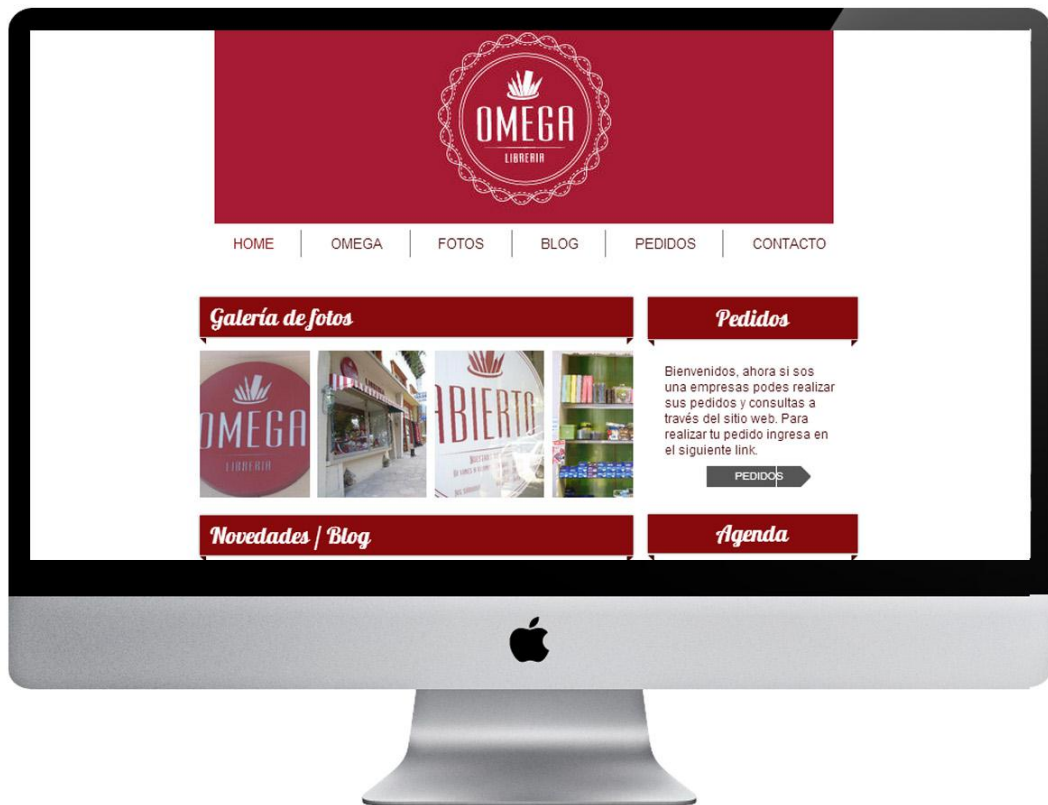 OMEGA
LIBRERIA
HOME OMEGA FOTOS BLOG PEDIDOS CONTACTO
Galería de fotos
OMEGA
LIBRERIA
ABIERTO
Novedades / Blog
Pedidos
Bienvenidos, ahora si sos
una empresas podes realizar
sus pedidos y consultas a
través del sitio web. Para
realizar tu pedido ingresa en
el siguiente link.
PEDIDOS
Agenda